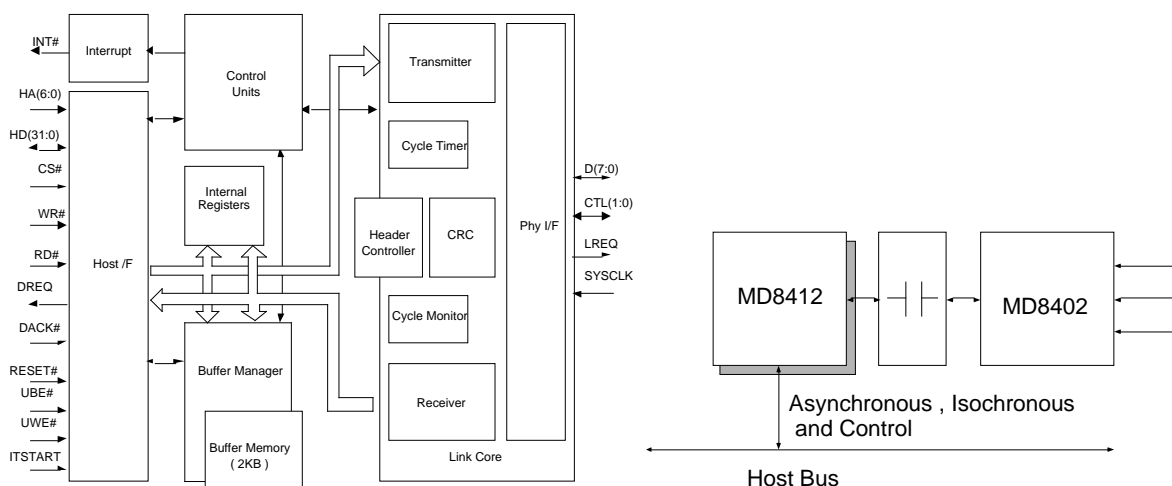 INT#
Interrupt
HA(6:0)
HD(31:0)
CS#
WR#
RD#
DREQ
DACK#
RESET#
UBE#
UWE#
ITSTART
Host /F
Control
Units
Internal
Registers
Buffer Manager
Buffer Memory
( 2KB )
Transmitter
Cycle Timer
Header
Controller
CRC
Cycle Monitor
Receiver
Link Core
Phy I/F
D(7:0)
CTL(1:0)
LREQ
SYSCLK
MD8412
MD8402
Asynchronous , Isochronous
and Control
Host Bus